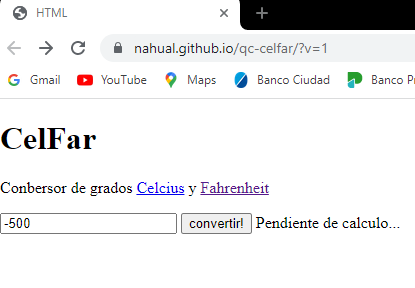 HTML
nahual.github.io/qc-celfar/?v=1
Gmail YouTube Maps Banco Ciudad Banco Pr
CelFar
Conbersor de grados Celcius y Fahrenheit
-500 convertir! Pendiente de calculo...